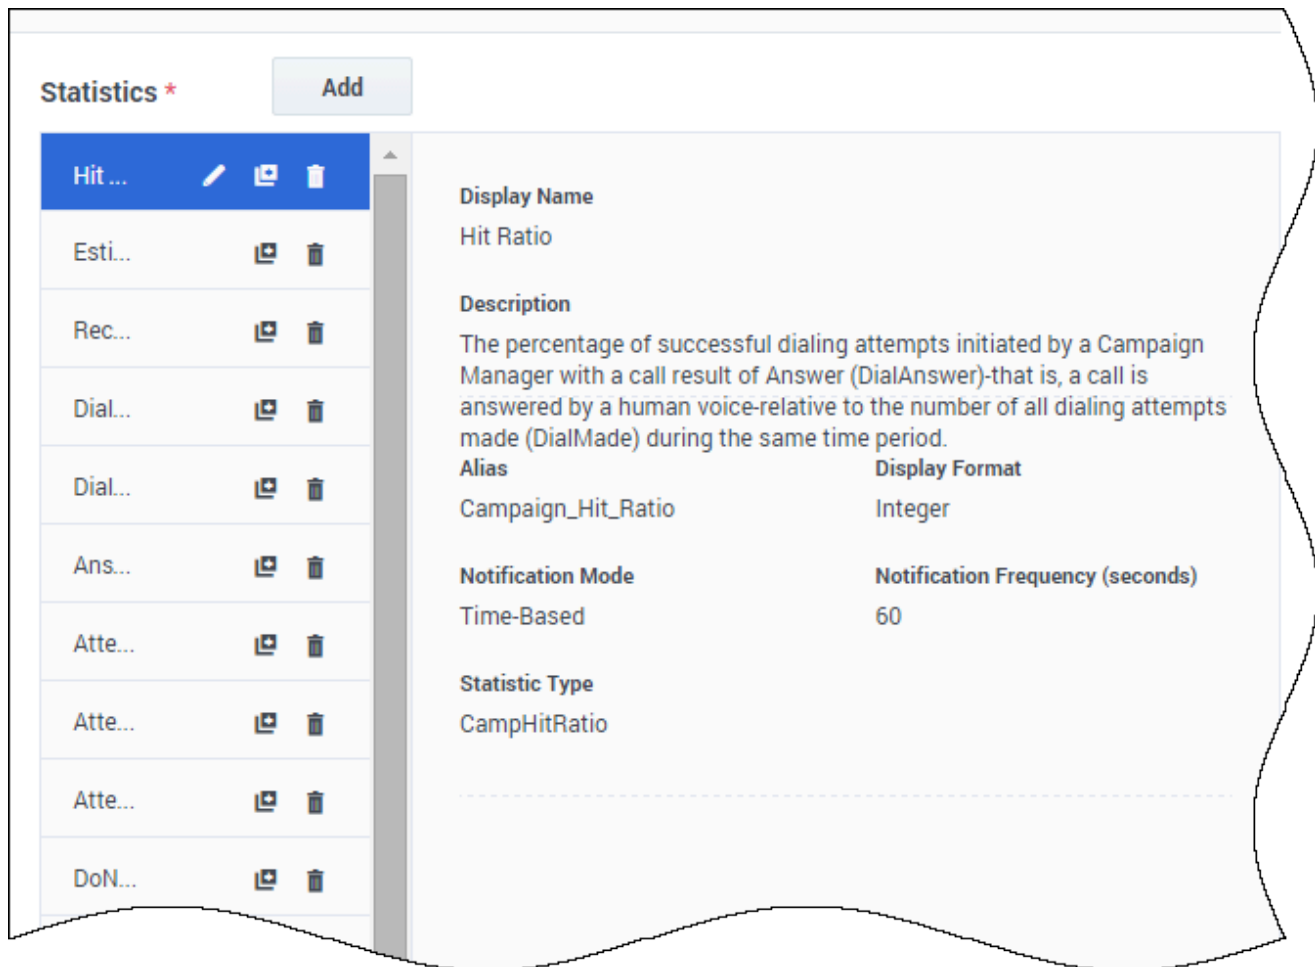 Statistics *
Add
Hit ...
Esti...
Rec...
Dial...
Dial...
Ans...
Atte...
Atte...
Atte...
DoN...
Display Name
Hit Ratio
Description
The percentage of successful dialing attempts initiated by a Campaign
Manager with a call result of Answer (DialAnswer)-that is, a call is
answered by a human voice-relative to the number of all dialing attempts
made (DialMade) during the same time period.
Alias
Campaign_Hit_Ratio
Display Format
Integer
Notification Mode
Time-Based
Notification Frequency (seconds)
60
Statistic Type
CampHitRatio